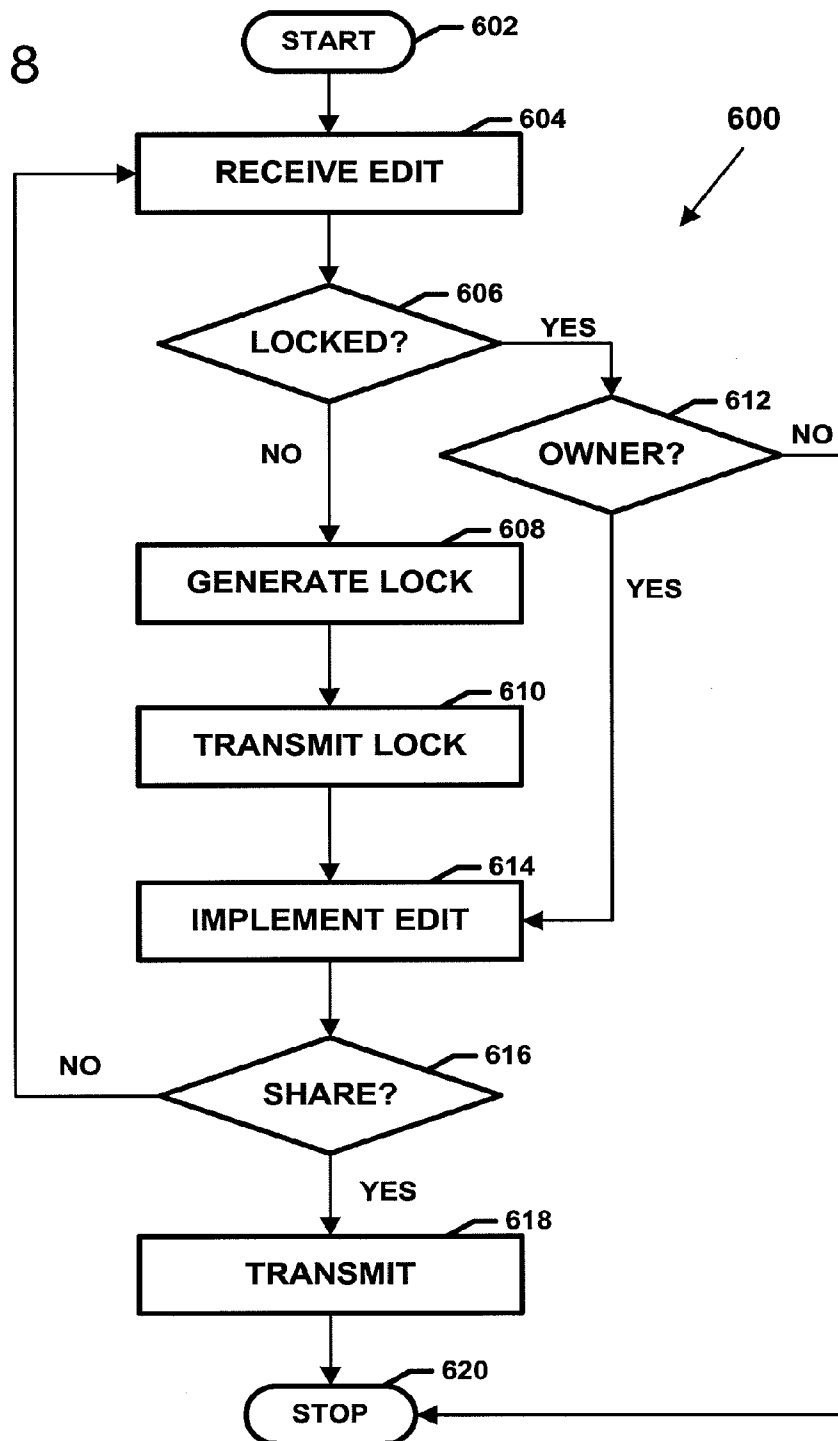 8
START
602
604
600
RECEIVE EDIT
606
LOCKED?
YES
612
NO
OWNER?
NO
608
GENERATE LOCK
YES
610
TRANSMIT LOCK
614
IMPLEMENT EDIT
616
NO
SHARE?
YES
618
TRANSMIT
620
STOP